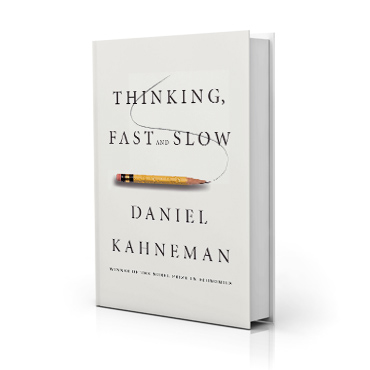 THINKING,
FAST AND SLOW
DANIEL
KAHNEMAN
WINNER OF THE NOBEL PRIZE IN ECONOMICS